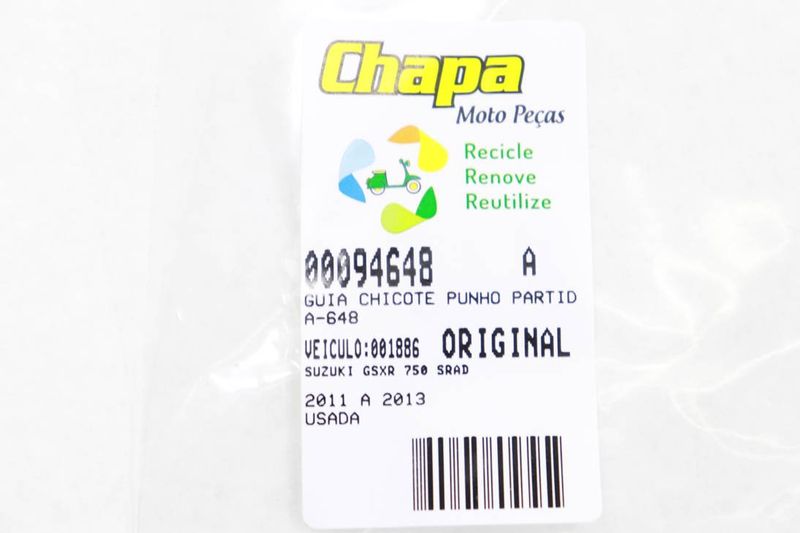 Chapa
Moto Peças
Recicle
Renove
Reutilize
00094648 A
GUIA CHICOTE PUNHO PARTID
A-648
VEICULO:001886 ORIGINAL
SUZUKI GSXR 750 SRAD
2011 A 2013
USADA